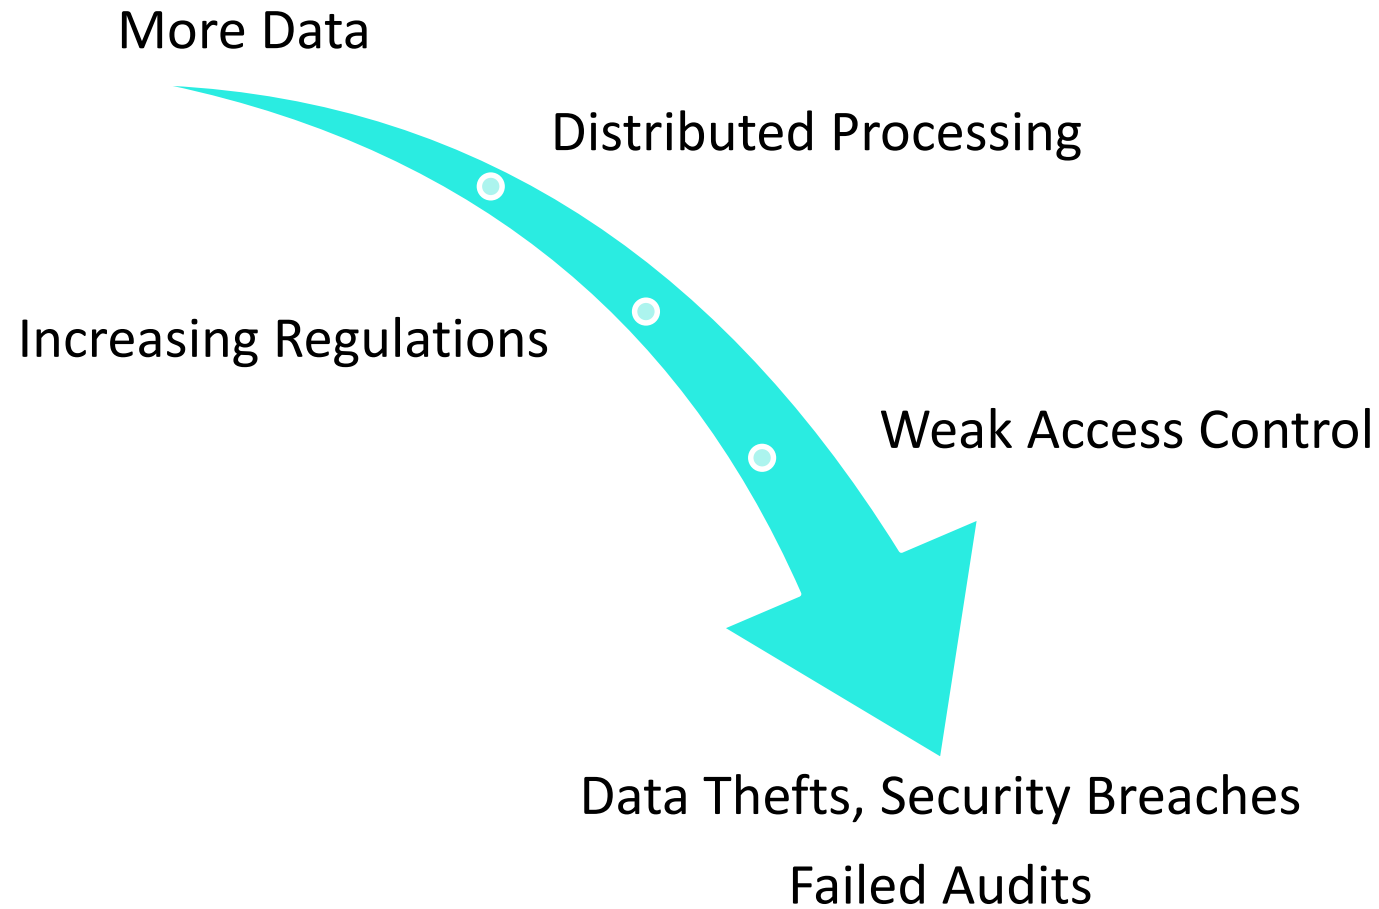 More Data
Distributed Processing
Increasing Regulations
Weak Access Control
Data Thefts, Security Breaches
Failed Audits